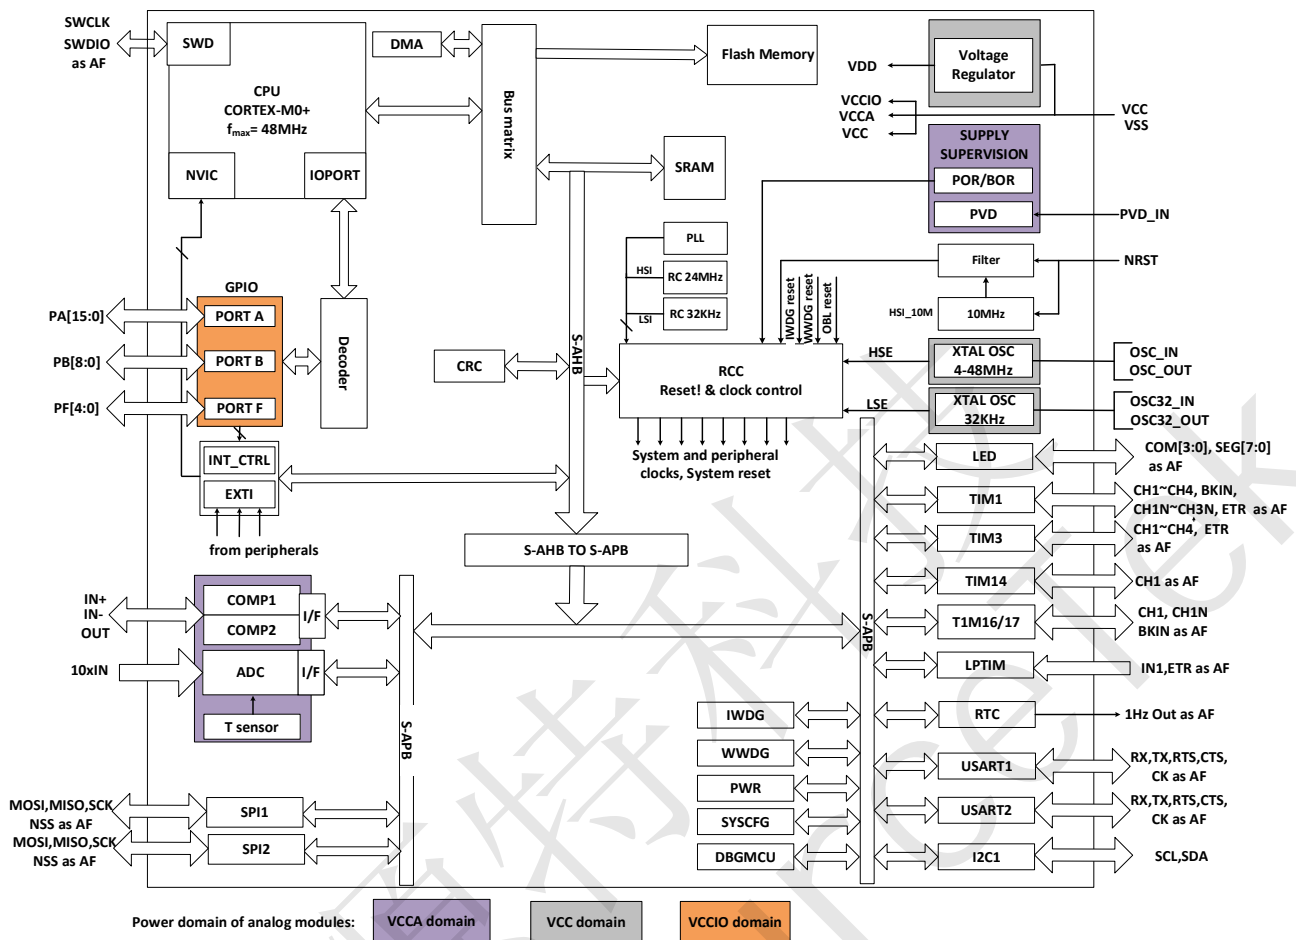 SWCLK
SWDIO
as AF
SWD
CPU
CORTEX-M0+
fmax= 48MHz
NVIC
IOPORT
DMA
Bus matrix
Flash Memory
SRAM
Voltage
Regulator
VDD
VCCIO
VCCA
VCC
VCC
VSS
SUPPLY
SUPERVISION
POR/BOR
PVD
PVD_IN
Filter
NRST
HSI_10M
10MHz
PLL
HSI
RC 24MHz
LSI
RC 32KHz
IWDG reset
WWDG reset
OBL reset
RCC
Reset! & clock control
HSE
XTAL OSC
4-48MHz
OSC_IN
OSC_OUT
LSE
XTAL OSC
32KHz
OSC32_IN
OSC32_OUT
System and peripheral
clocks, System reset
GPIO
PA[15:0]
PORT A
PB[8:0]
PORT B
PF[4:0]
PORT F
Decoder
CRC
S-AHB
INT_CTRL
EXTI
from peripherals
S-AHB TO S-APB
IN+
IN-
OUT
COMP1
COMP2
I/F
10xIN
ADC
I/F
T sensor
S-APB
MOSI,MISO,SCK
NSS as AF
SPI1
MOSI,MISO,SCK
NSS as AF
SPI2
IWDG
WWDG
PWR
SYSCFG
DBGMCU
S-APB
LED
COM[3:0], SEG[7:0]
as AF
TIM1
CH1~CH4, BKIN,
CH1N~CH3N, ETR as AF
TIM3
CH1~CH4, ETR
as AF
TIM14
CH1 as AF
T1M16/17
CH1, CH1N
BKIN as AF
LPTIM
IN1,ETR as AF
RTC
1Hz Out as AF
USART1
RX,TX,RTS,CTS,
CK as AF
USART2
RX,TX,RTS,CTS,
CK as AF
I2C1
SCL,SDA
Power domain of analog modules:
VCCA domain
VCC domain
VCCIO domain
特科技